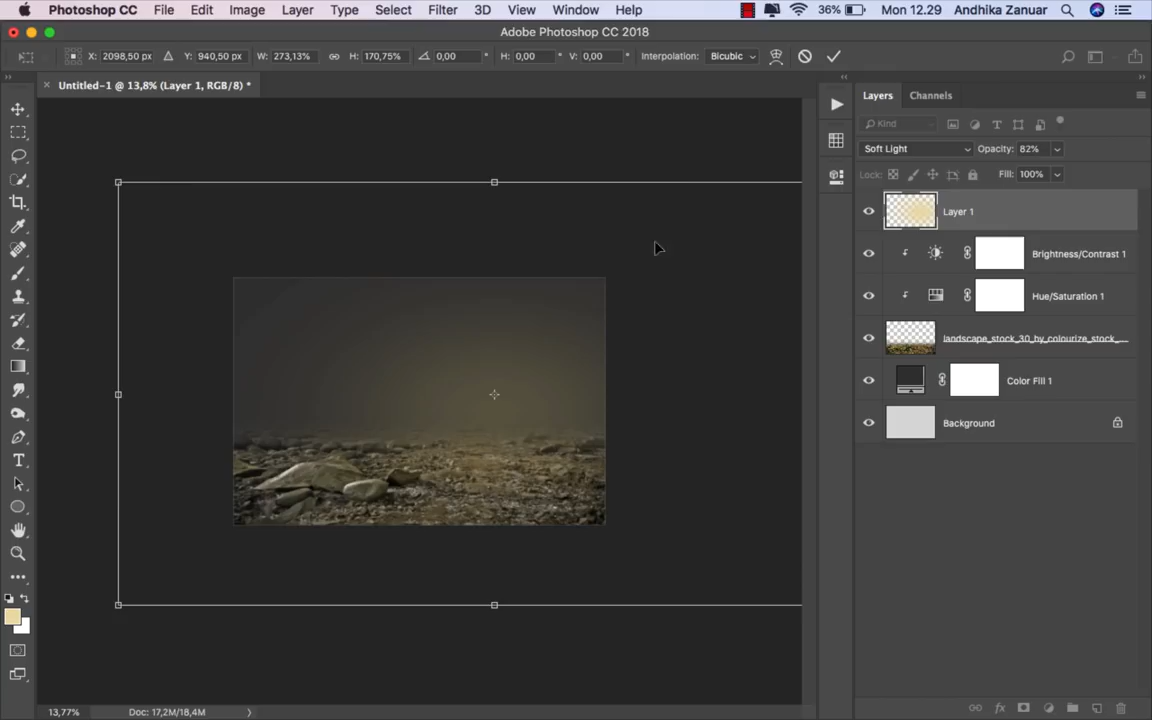 Photoshop CC File Edit Image Layer Type Select Filter 3D View Window Help 36% Mon 12.29 Andhika Zanuar
Adobe Photoshop CC 2018
X: 2098,50 px Y: 940,50 px W: 273,13% H: 170,75% 0,00 ° H: 0,00 ° V: 0,00 ° Interpolation: Bicubic
Untitled-1 @ 13,8% (Layer 1, RGB/8) *
Layers Channels
Kind
Soft Light Opacity: 82%
Lock: Fill: 100%
Layer 1
Brightness/Contrast 1
Hue/Saturation 1
landscape_stock_30_by_colourize_stock_...
Color Fill 1
Background
13,77% Doc: 17,2M/18,4M